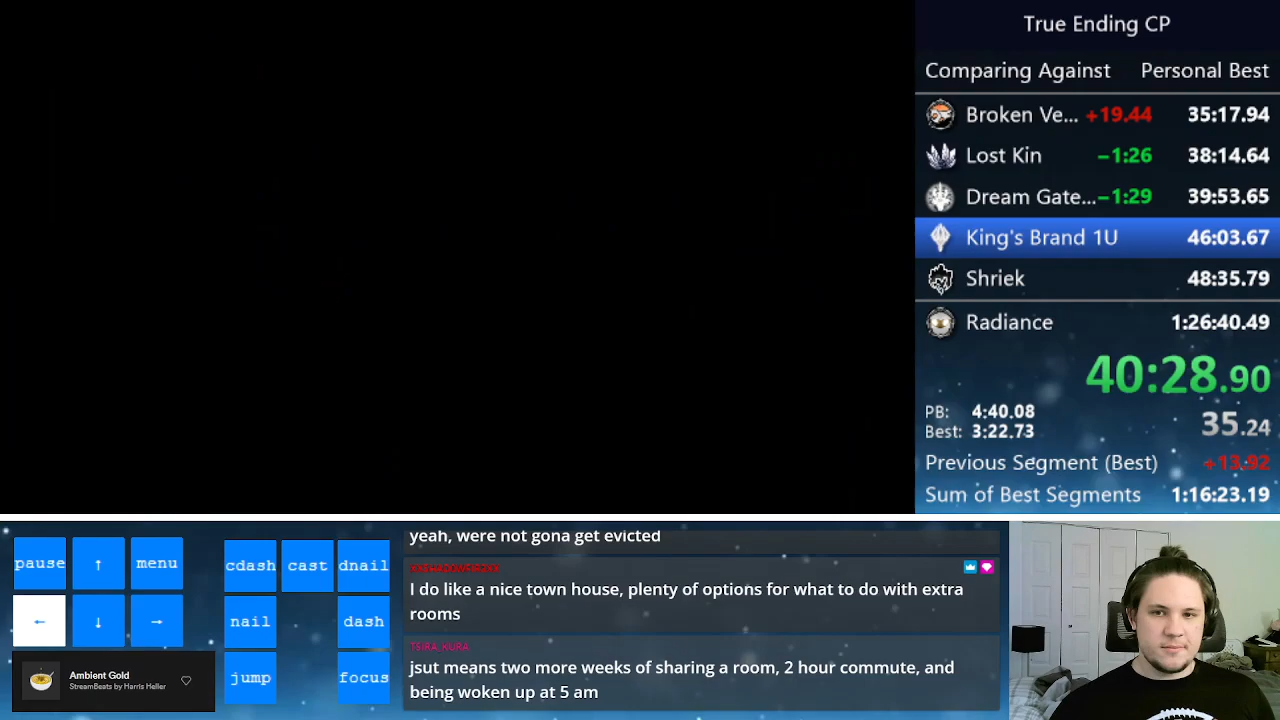 True Ending CP
Comparing Against Personal Best
Broken Ve... +19.44 35:17.94
Lost Kin −1:26 38:14.64
Dream Gate... −1:29 39:53.65
King's Brand 1U 46:03.67
Shriek 48:35.79
Radiance 1:26:40.49
40:28.90
PB: 4:40.08
Best: 3:22.73
35.24
Previous Segment (Best) +13.92
Sum of Best Segments 1:16:23.19
pause ↑ menu
← ↓ →
cdash cast dnail
nail dash
jump focus
Ambient Gold
StreamBeats by Harris Heller
yeah, were not gona get evicted
I do like a nice town house, plenty of options for what to do with extra
rooms
TSIRA_KURA
jsut means two more weeks of sharing a room, 2 hour commute, and
being woken up at 5 am